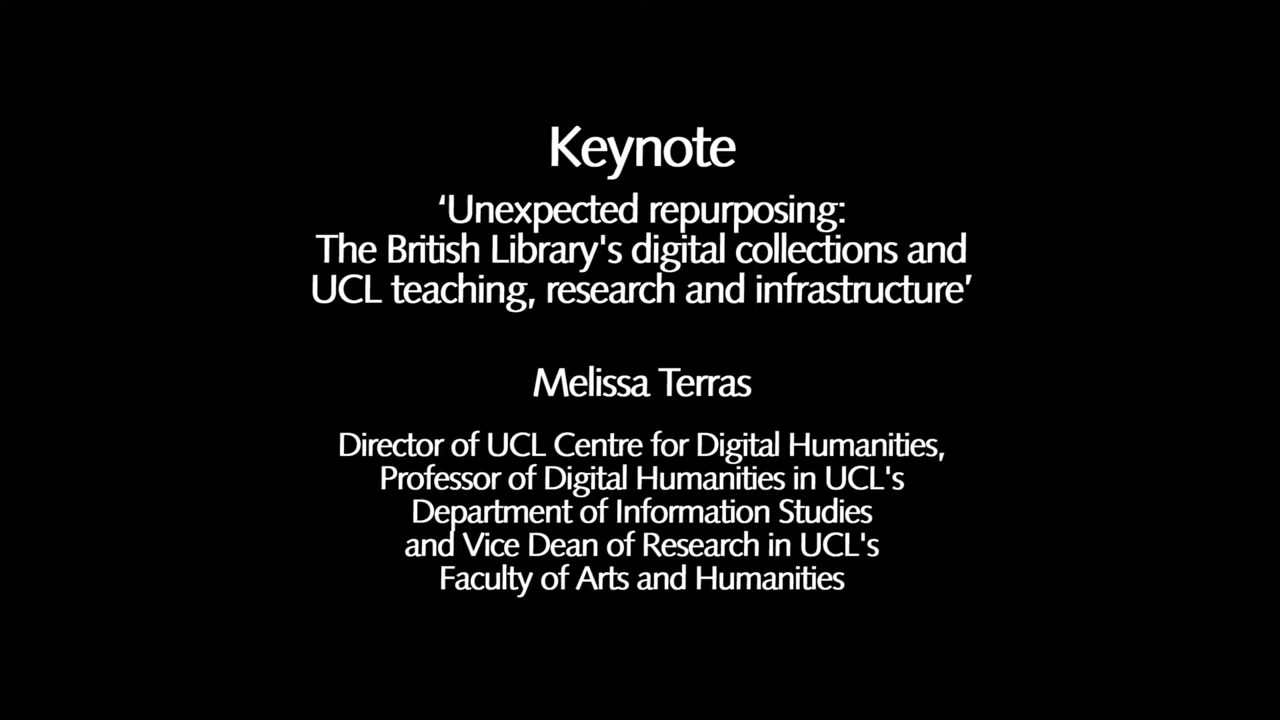 Keynote
‘Unexpected repurposing:
The British Library's digital collections and
UCL teaching, research and infrastructure’
Melissa Terras
Director of UCL Centre for Digital Humanities,
Professor of Digital Humanities in UCL's
Department of Information Studies
and Vice Dean of Research in UCL's
Faculty of Arts and Humanities